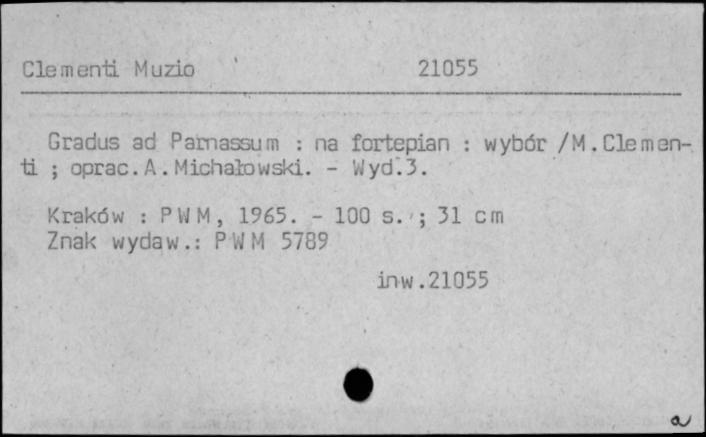 Clementi Muzio 21055
Gradus ad Parnassum : na fortepian : wybór /M.Clemen-
ti ; oprac.A.Michałowski. - Wyd.3.
Kraków : PWM, 1965. - 100 s. ; 31 cm
Znak wydaw.: PWM 5789
inw.21055
a